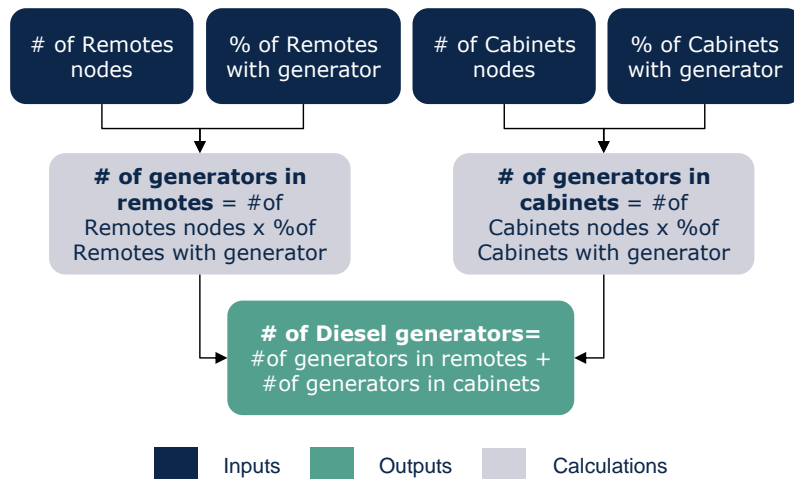 # of Remotes
nodes
% of Remotes
with generator
# of Cabinets
nodes
% of Cabinets
with generator
# of generators in
remotes = #of
Remotes nodes x %of
Remotes with generator
# of generators in
cabinets = #of
Cabinets nodes x %of
Cabinets with generator
# of Diesel generators=
#of generators in remotes +
#of generators in cabinets
Inputs
Outputs
Calculations